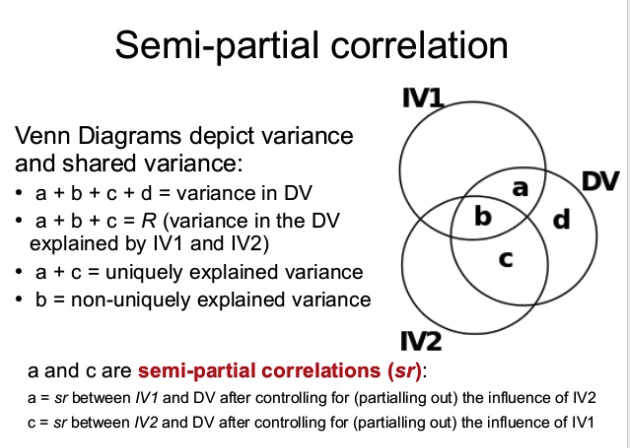 Semi-partial correlation
IV1
Venn Diagrams depict variance
and shared variance:
• a + b + c + d = variance in DV
• a + b + c = R (variance in the DV
explained by IV1 and IV2)
• a + c = uniquely explained variance
• b = non-uniquely explained variance
a
DV
b
d
c
IV2
a and c are semi-partial correlations (sr):
a = sr between IV1 and DV after controlling for (partialling out) the influence of IV2
c = sr between IV2 and DV after controlling for (partialling out) the influence of IV1